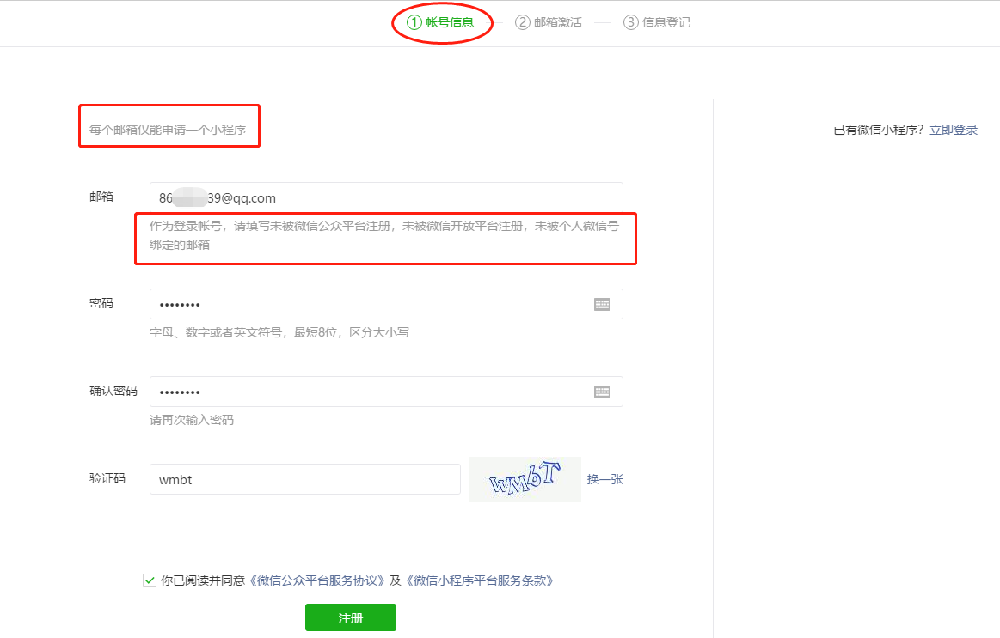 ① 帐号信息 ② 邮箱激活 ③ 信息登记
每个邮箱仅能申请一个小程序
已有微信小程序？立即登录
邮箱
86 39@qq.com
作为登录帐号，请填写未被微信公众平台注册，未被微信开放平台注册，未被个人微信号
绑定的邮箱
密码
••••••••
字母、数字或者英文符号，最短8位，区分大小写
确认密码
••••••••
请再次输入密码
验证码
wmbt
wMbT
换一张
你已阅读并同意《微信公众平台服务协议》及《微信小程序平台服务条款》
注册